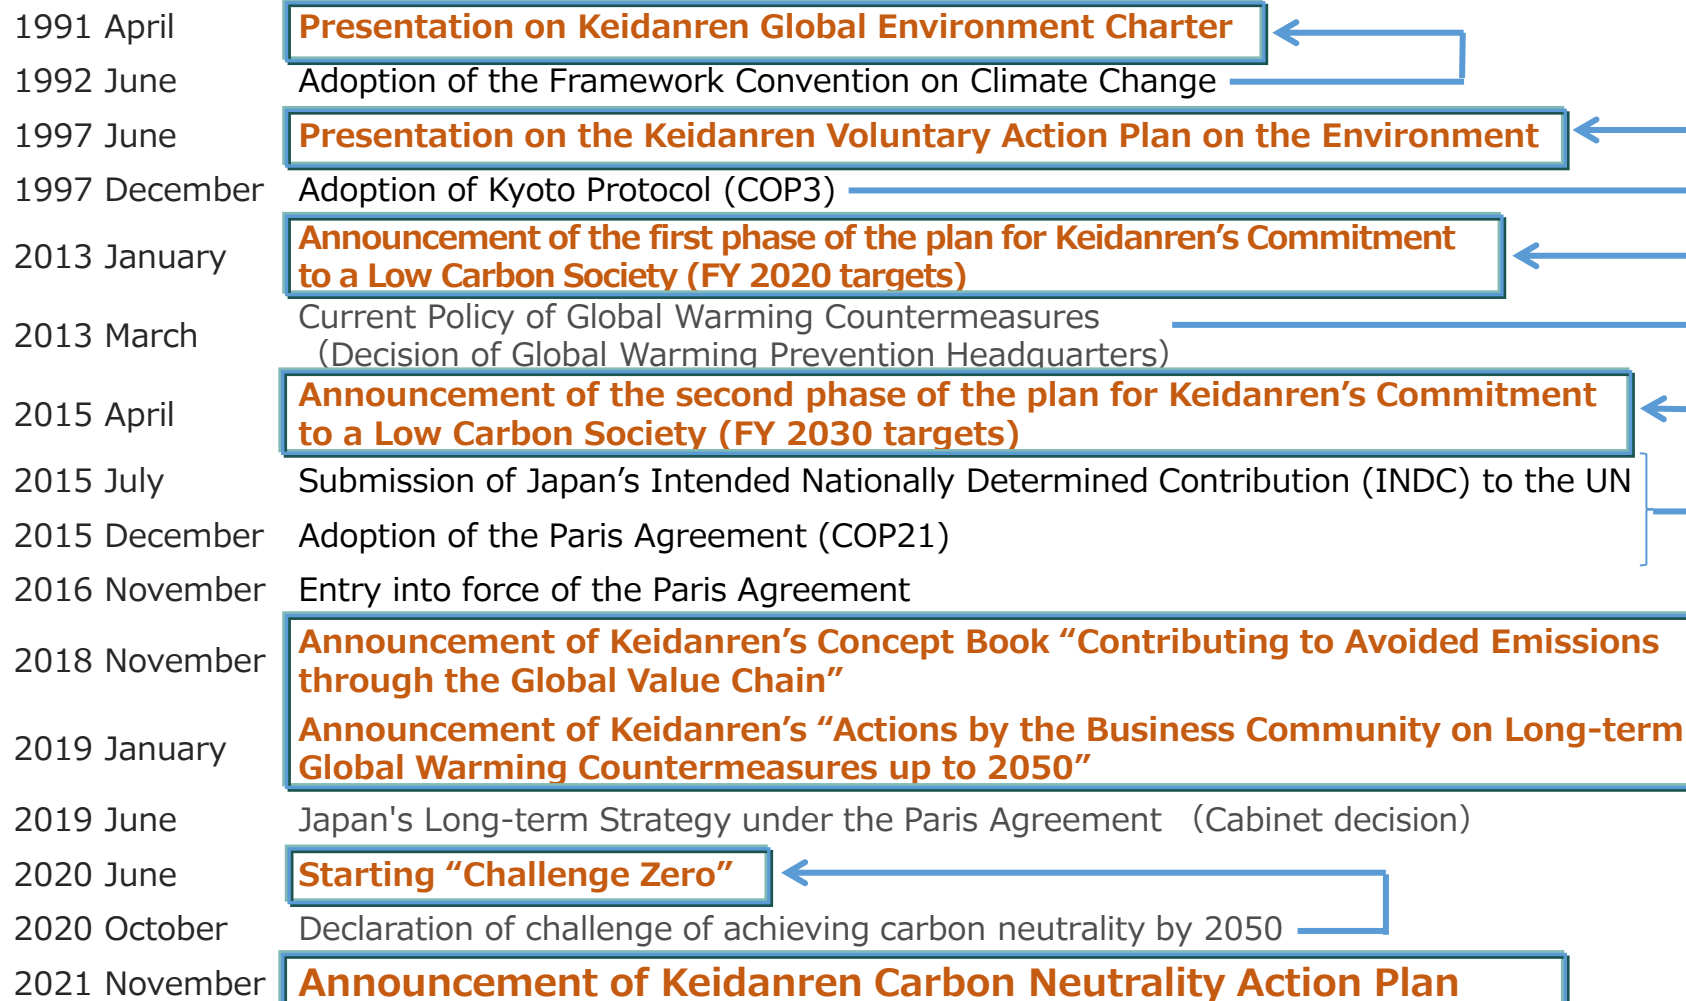 1991 April Presentation on Keidanren Global Environment Charter
1992 June Adoption of the Framework Convention on Climate Change
1997 June Presentation on the Keidanren Voluntary Action Plan on the Environment
1997 December Adoption of Kyoto Protocol (COP3)
2013 January Announcement of the first phase of the plan for Keidanren’s Commitment
to a Low Carbon Society (FY 2020 targets)
2013 March Current Policy of Global Warming Countermeasures
（Decision of Global Warming Prevention Headquarters）
2015 April Announcement of the second phase of the plan for Keidanren’s Commitment
to a Low Carbon Society (FY 2030 targets)
2015 July Submission of Japan’s Intended Nationally Determined Contribution (INDC) to the UN
2015 December Adoption of the Paris Agreement (COP21)
2016 November Entry into force of the Paris Agreement
2018 November Announcement of Keidanren’s Concept Book “Contributing to Avoided Emissions
through the Global Value Chain”
2019 January Announcement of Keidanren’s “Actions by the Business Community on Long-term
Global Warming Countermeasures up to 2050”
2019 June Japan's Long-term Strategy under the Paris Agreement （Cabinet decision）
2020 June Starting “Challenge Zero”
2020 October Declaration of challenge of achieving carbon neutrality by 2050
2021 November Announcement of Keidanren Carbon Neutrality Action Plan